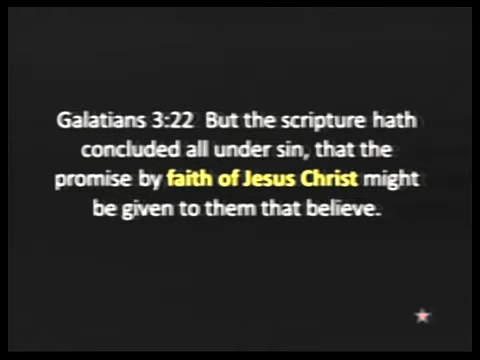 Galatians 3:22 But the scripture hath
concluded all under sin, that the
promise by faith of Jesus Christ might
be given to them that believe.